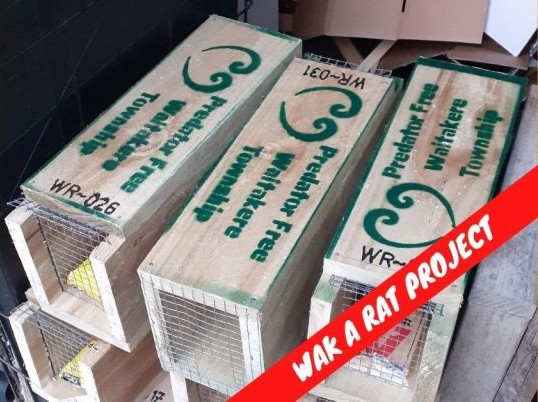 Predator Free
Waitakere
Township
WR~026
WR~031
Predator Free
Waitakere
Township
Predator Free
Waitakere
Township
WAK A RAT PROJECT